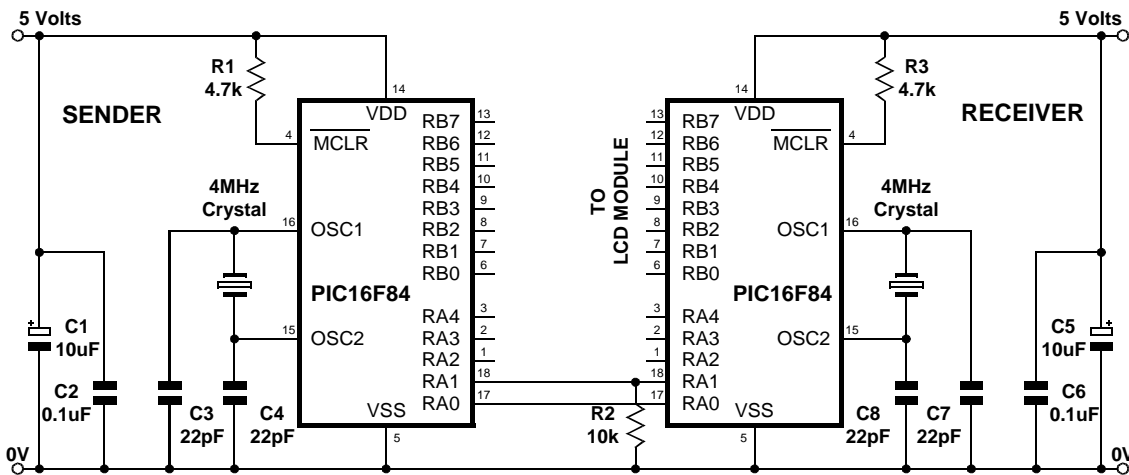 5 Volts
5 Volts
SENDER
RECEIVER
R1
4.7k
R3
4.7k
14
VDD
4
MCLR
RB7
13
RB6
12
RB5
11
RB4
10
RB3
9
RB2
8
RB1
7
RB0
6
4MHz
Crystal
16
OSC1
PIC16F84
15
OSC2
RA4
3
RA3
2
RA2
1
RA1
18
RA0
17
VSS
5
C1
10uF
+
C2
0.1uF
C3
22pF
C4
22pF
R2
10k
TO
LCD MODULE
14
VDD
13
RB7
12
RB6
11
RB5
10
RB4
9
RB3
8
RB2
7
RB1
6
RB0
MCLR
4
4MHz
Crystal
OSC1
16
PIC16F84
OSC2
15
3
RA4
2
RA3
1
RA2
18
RA1
17
RA0
VSS
5
C8
22pF
C7
22pF
C5
10uF
+
C6
0.1uF
0V
0V